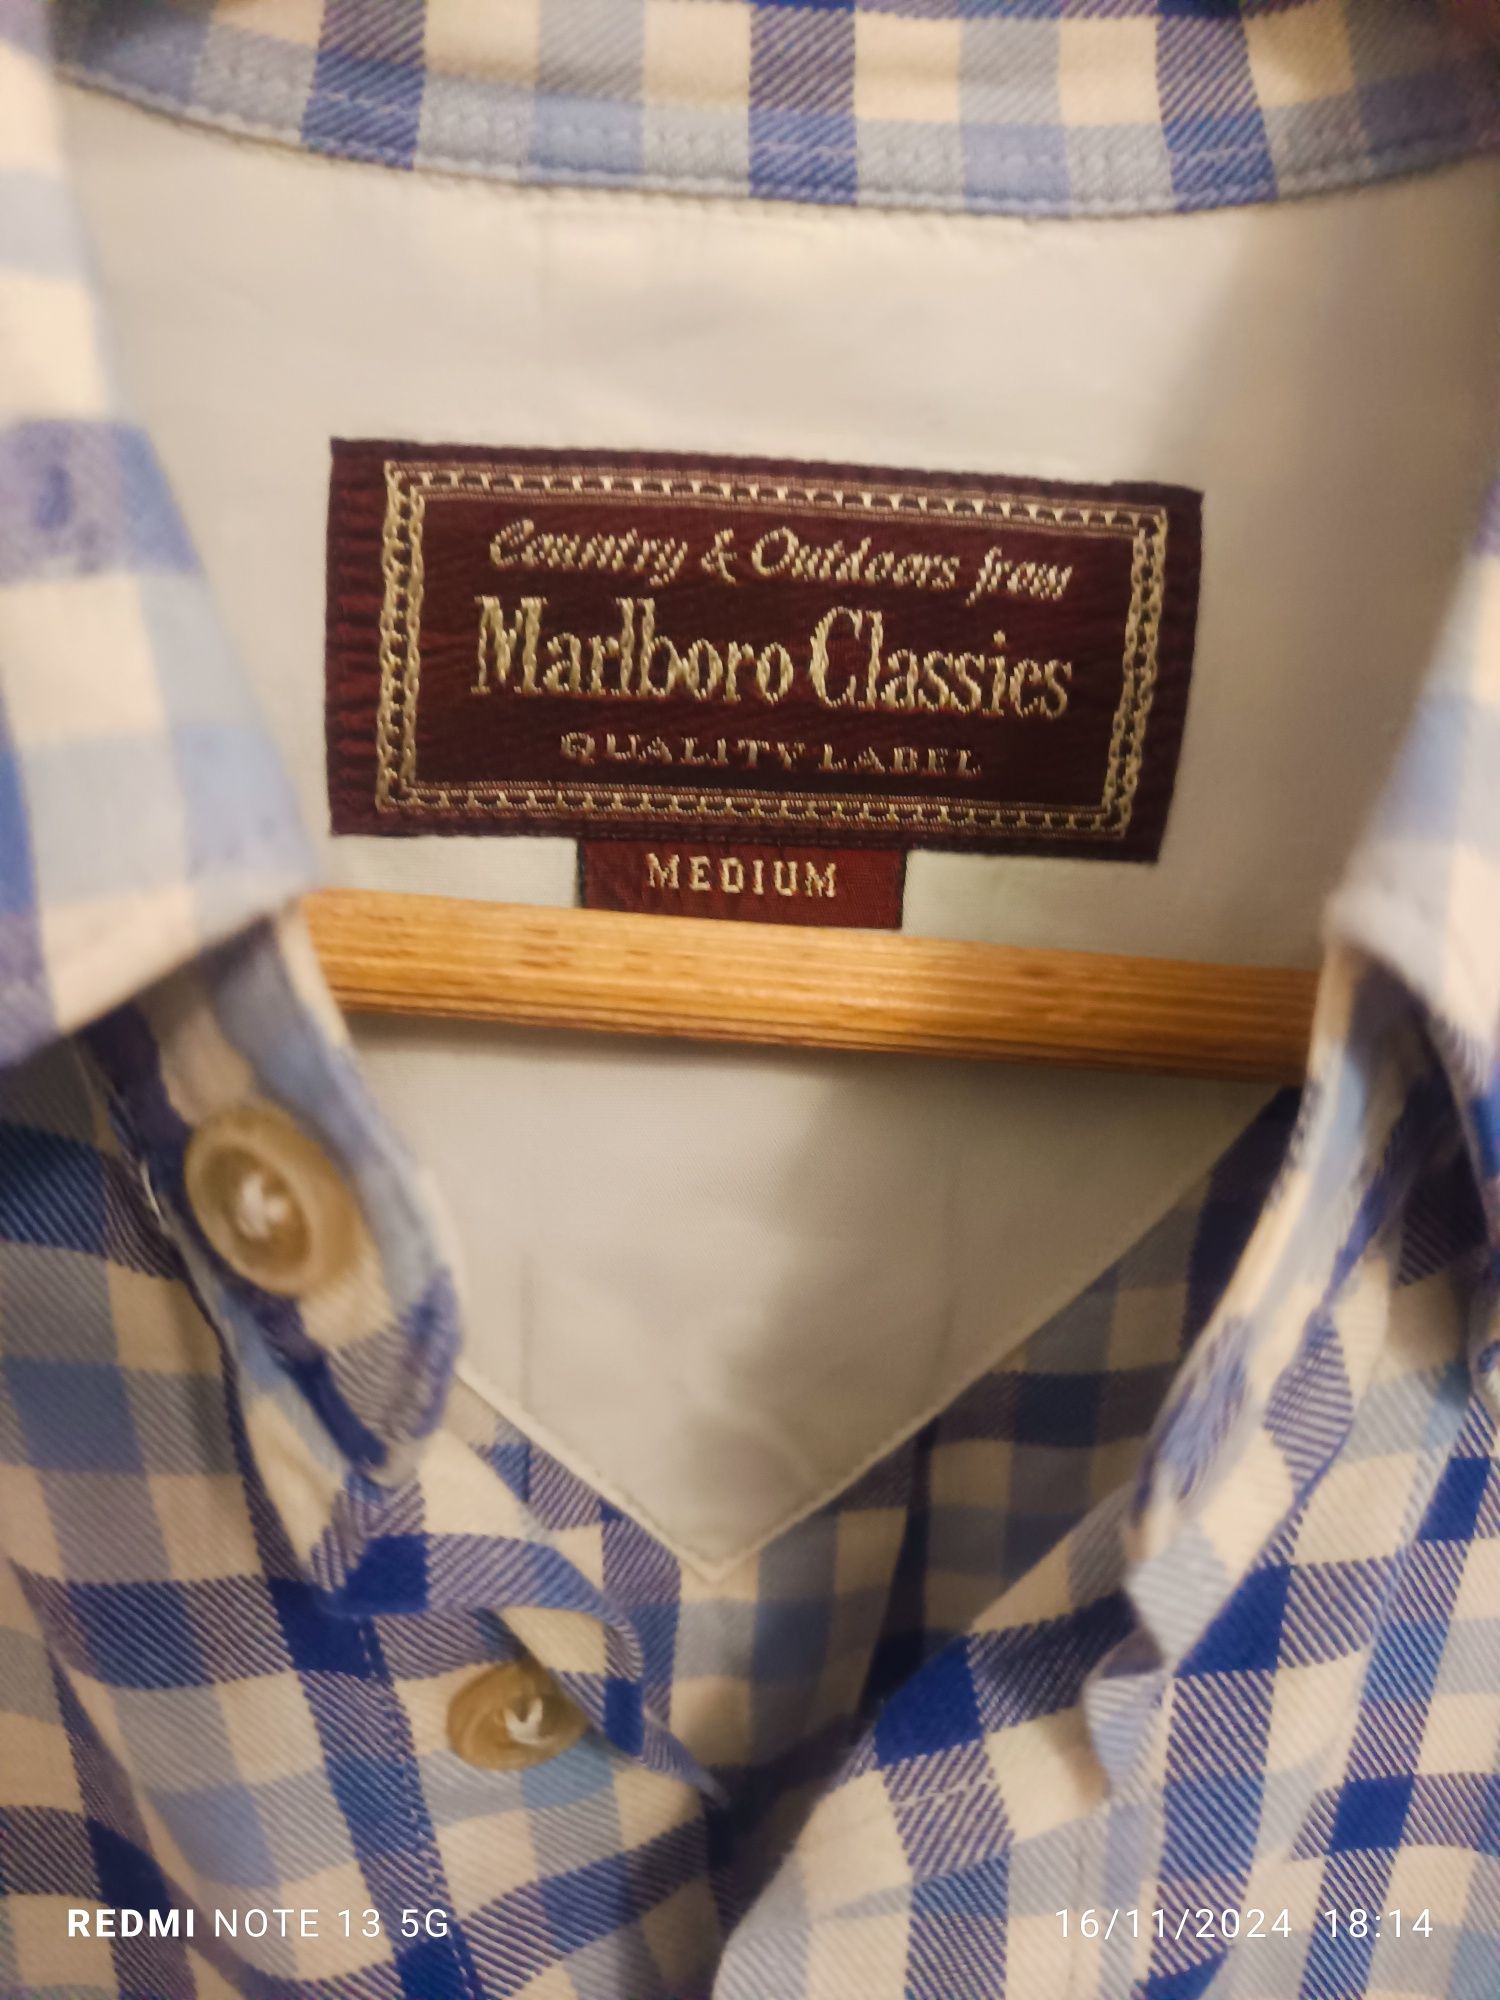 Country & Outdoors from
Marlboro Classics
QUALITY LABEL
MEDIUM
REDMI NOTE 13 5G
16/11/2024 18:14